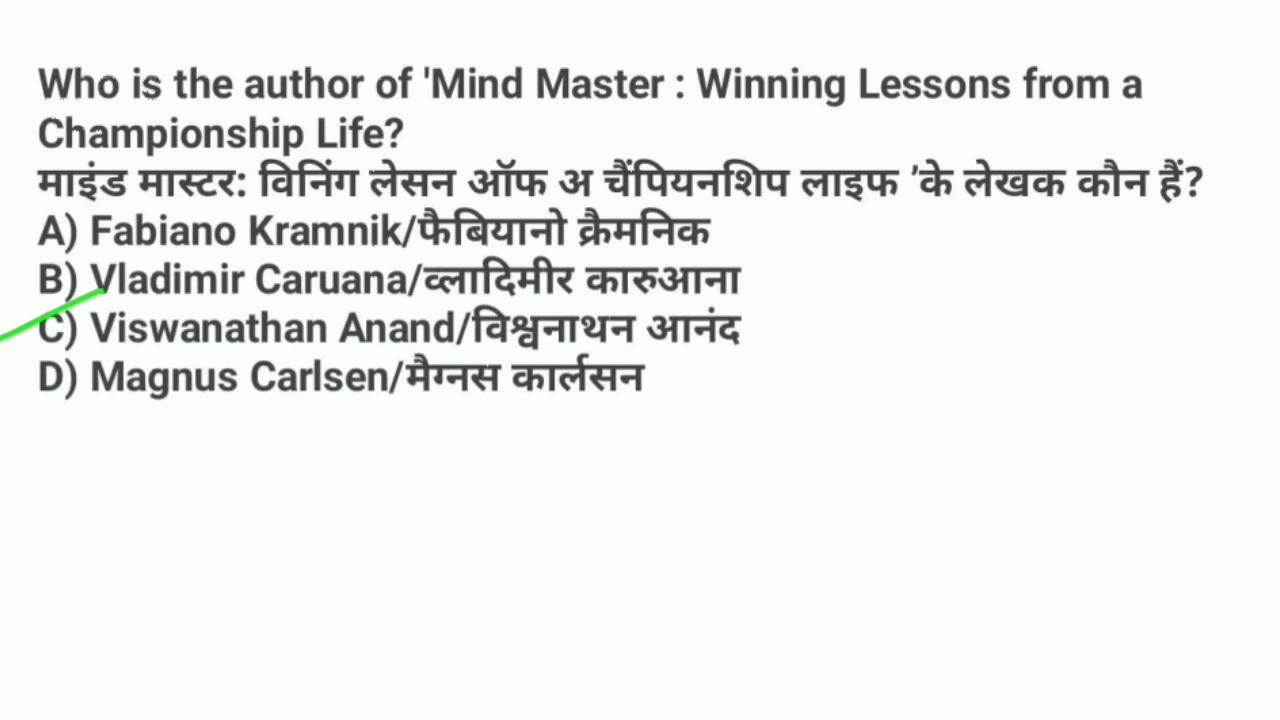 Who is the author of 'Mind Master : Winning Lessons from a
Championship Life?
माइंड मास्टर: विनिंग लेसन ऑफ अ चैंपियनशिप लाइफ ’के लेखक कौन हैं?
A) Fabiano Kramnik/फैबियानो क्रैमनिक
B) Vladimir Caruana/व्लादिमीर कारुआना
C) Viswanathan Anand/विश्वनाथन आनंद
D) Magnus Carlsen/मैग्नस कार्लसन